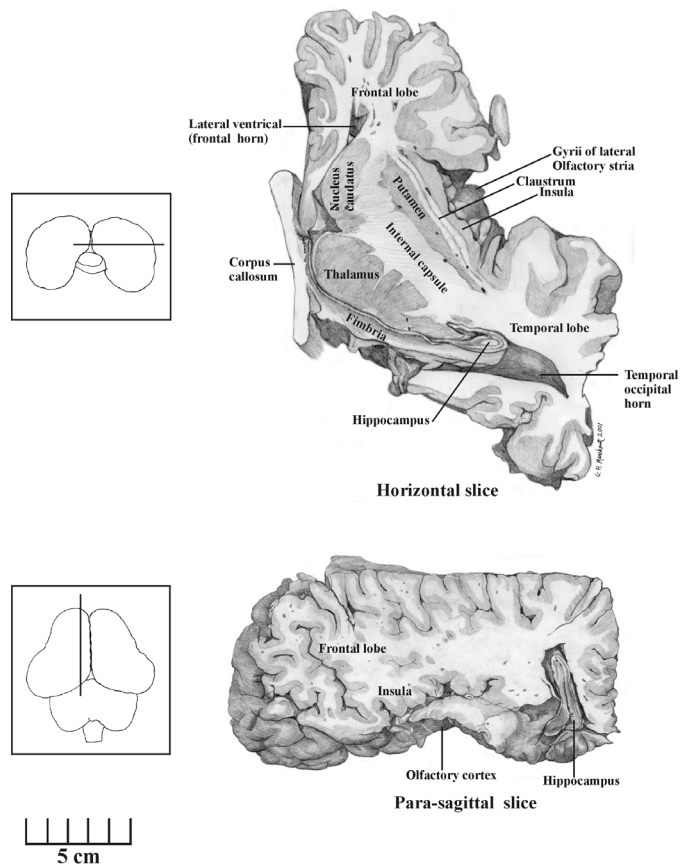 Frontal lobe
Lateral ventrical
(frontal horn)
Gyrii of lateral
Olfactory stria
Claustrum
Insula
Nucleus
caudatus
Putamen
Internal capsule
Corpus
callosum
Thalamus
Fimbria
Temporal lobe
Temporal
occipital
horn
Hippocampus
Horizontal slice
Frontal lobe
Insula
Olfactory cortex
Hippocampus
Para-sagittal slice
5 cm